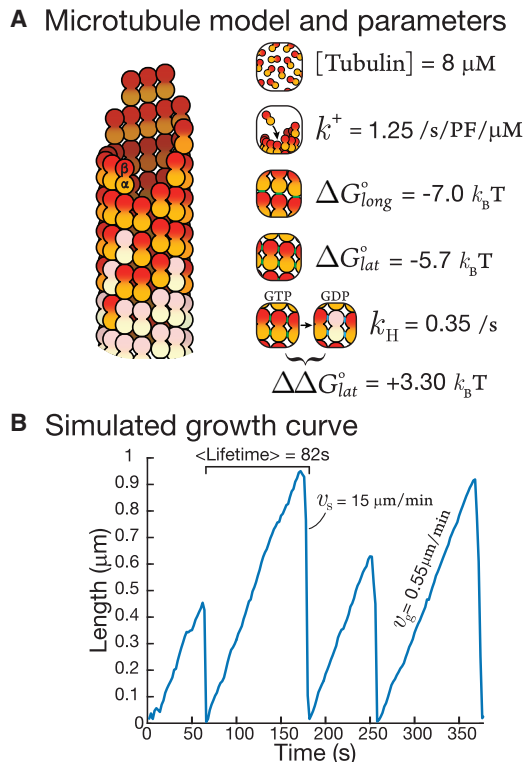 A Microtubule model and parameters
[Tubulin] = 8 μM
k⁺ = 1.25 /s/PF/μM
β
α
ΔG°long = -7.0 kBT
ΔG°lat = -5.7 kBT
GTP GDP
kH = 0.35 /s
ΔΔG°lat = +3.30 kBT
B Simulated growth curve
<Lifetime> = 82s
vs = 15 μm/min
vg= 0.55μm/min
Length (μm)
1
0.9
0.8
0.7
0.6
0.5
0.4
0.3
0.2
0.1
0
0 50 100 150 200 250 300 350
Time (s)